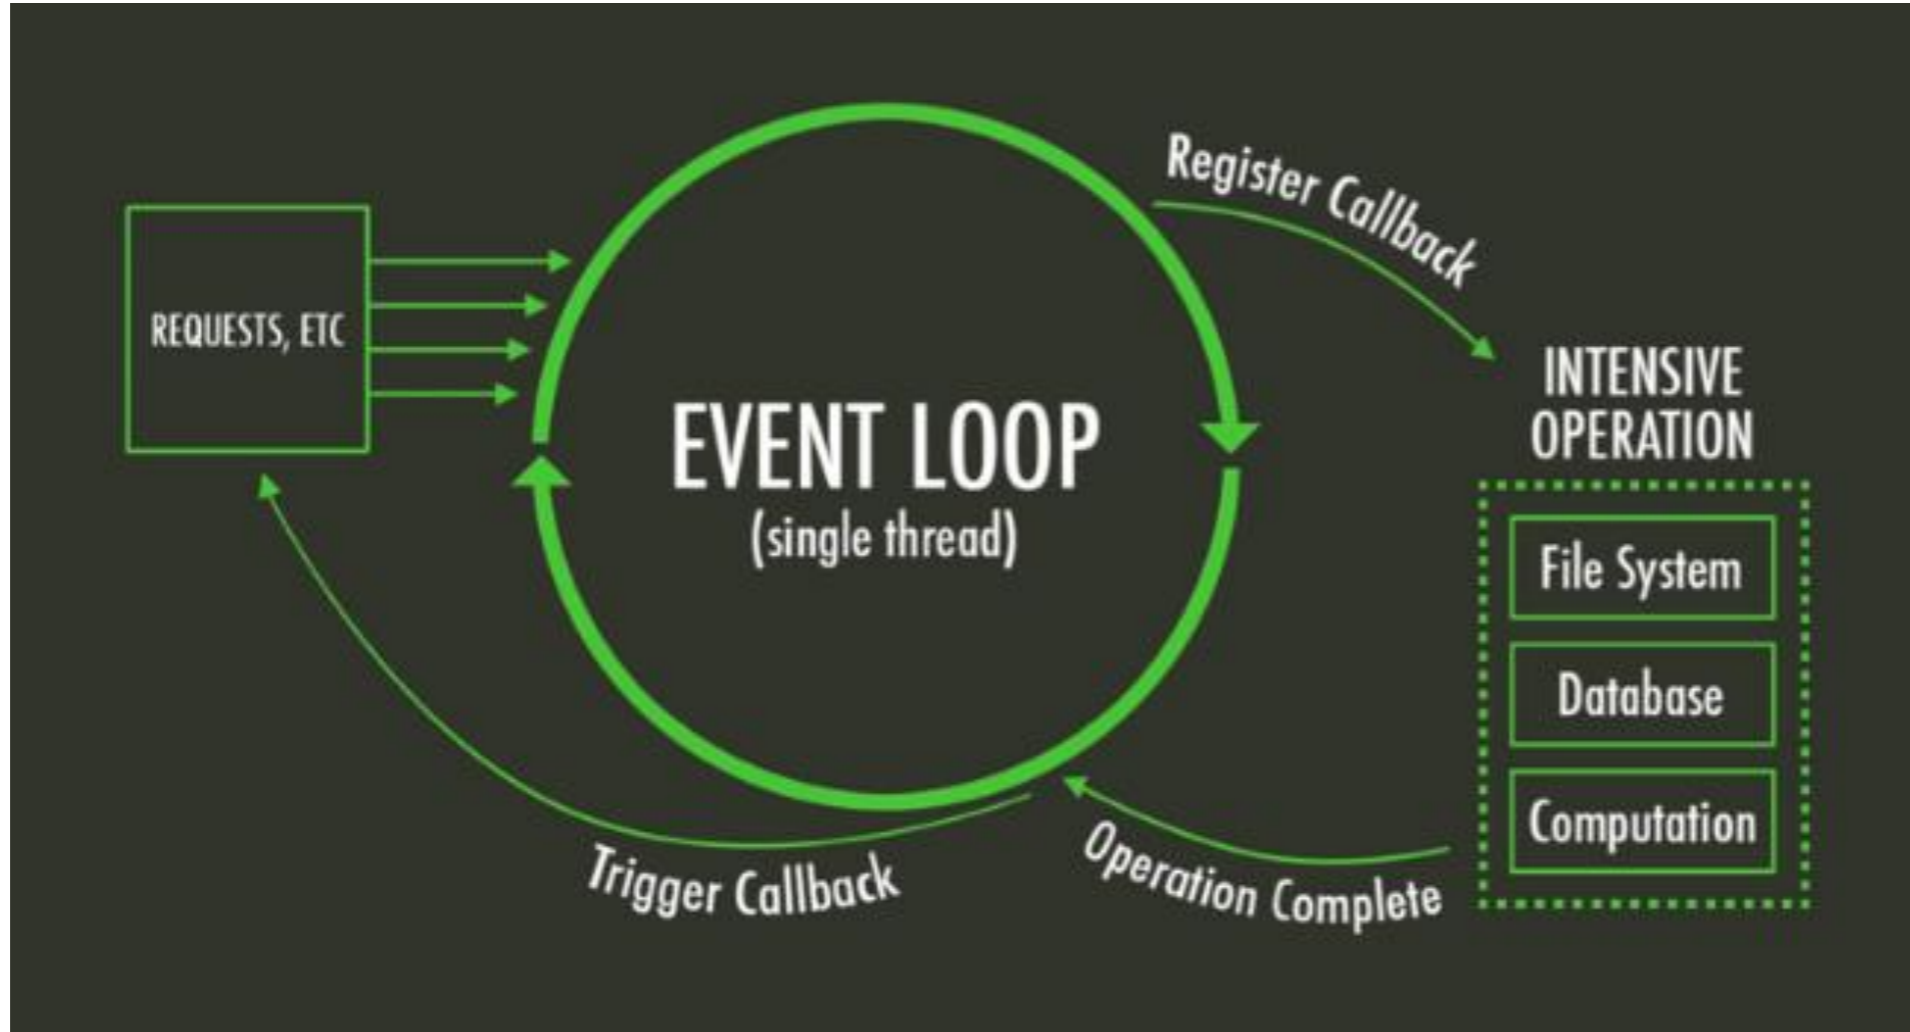 REQUESTS, ETC
EVENT LOOP
(single thread)
Register Callback
INTENSIVE
OPERATION
File System
Database
Computation
Operation Complete
Trigger Callback